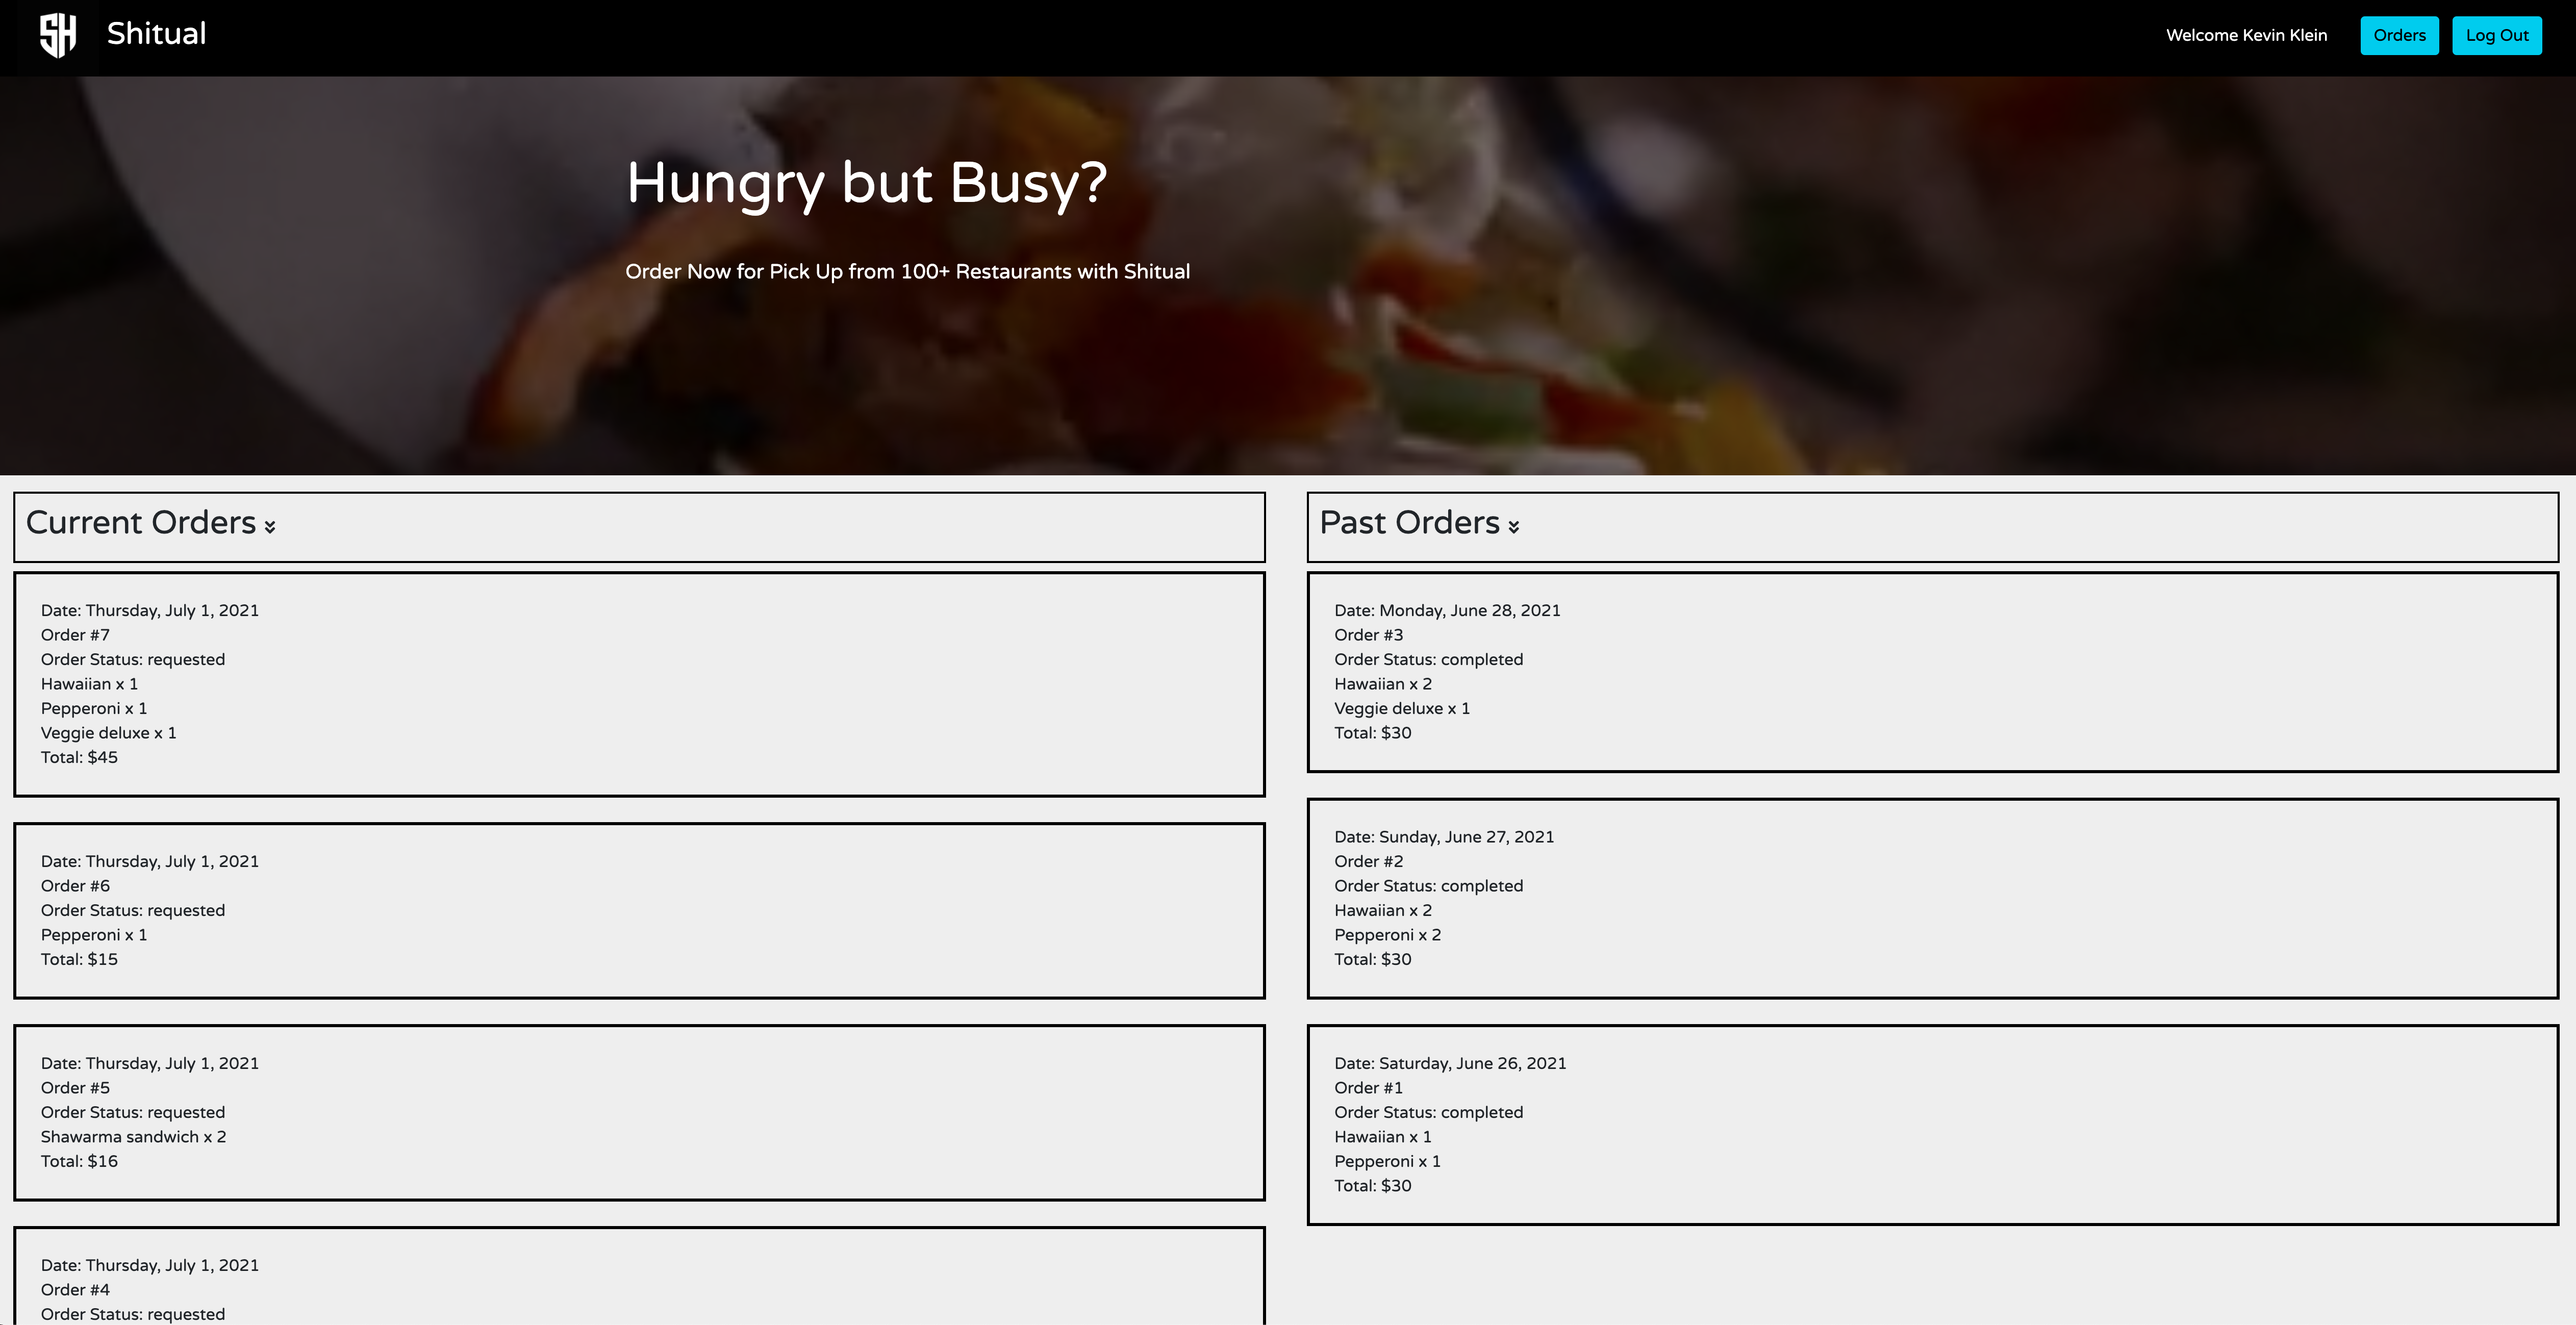 SH
Shitual
Welcome Kevin Klein
Orders
Log Out
Hungry but Busy?
Order Now for Pick Up from 100+ Restaurants with Shitual
Current Orders
Date: Thursday, July 1, 2021
Order #7
Order Status: requested
Hawaiian x 1
Pepperoni x 1
Veggie deluxe x 1
Total: $45
Date: Thursday, July 1, 2021
Order #6
Order Status: requested
Pepperoni x 1
Total: $15
Date: Thursday, July 1, 2021
Order #5
Order Status: requested
Shawarma sandwich x 2
Total: $16
Date: Thursday, July 1, 2021
Order #4
Order Status: requested
Past Orders
Date: Monday, June 28, 2021
Order #3
Order Status: completed
Hawaiian x 2
Veggie deluxe x 1
Total: $30
Date: Sunday, June 27, 2021
Order #2
Order Status: completed
Hawaiian x 2
Pepperoni x 2
Total: $30
Date: Saturday, June 26, 2021
Order #1
Order Status: completed
Hawaiian x 1
Pepperoni x 1
Total: $30